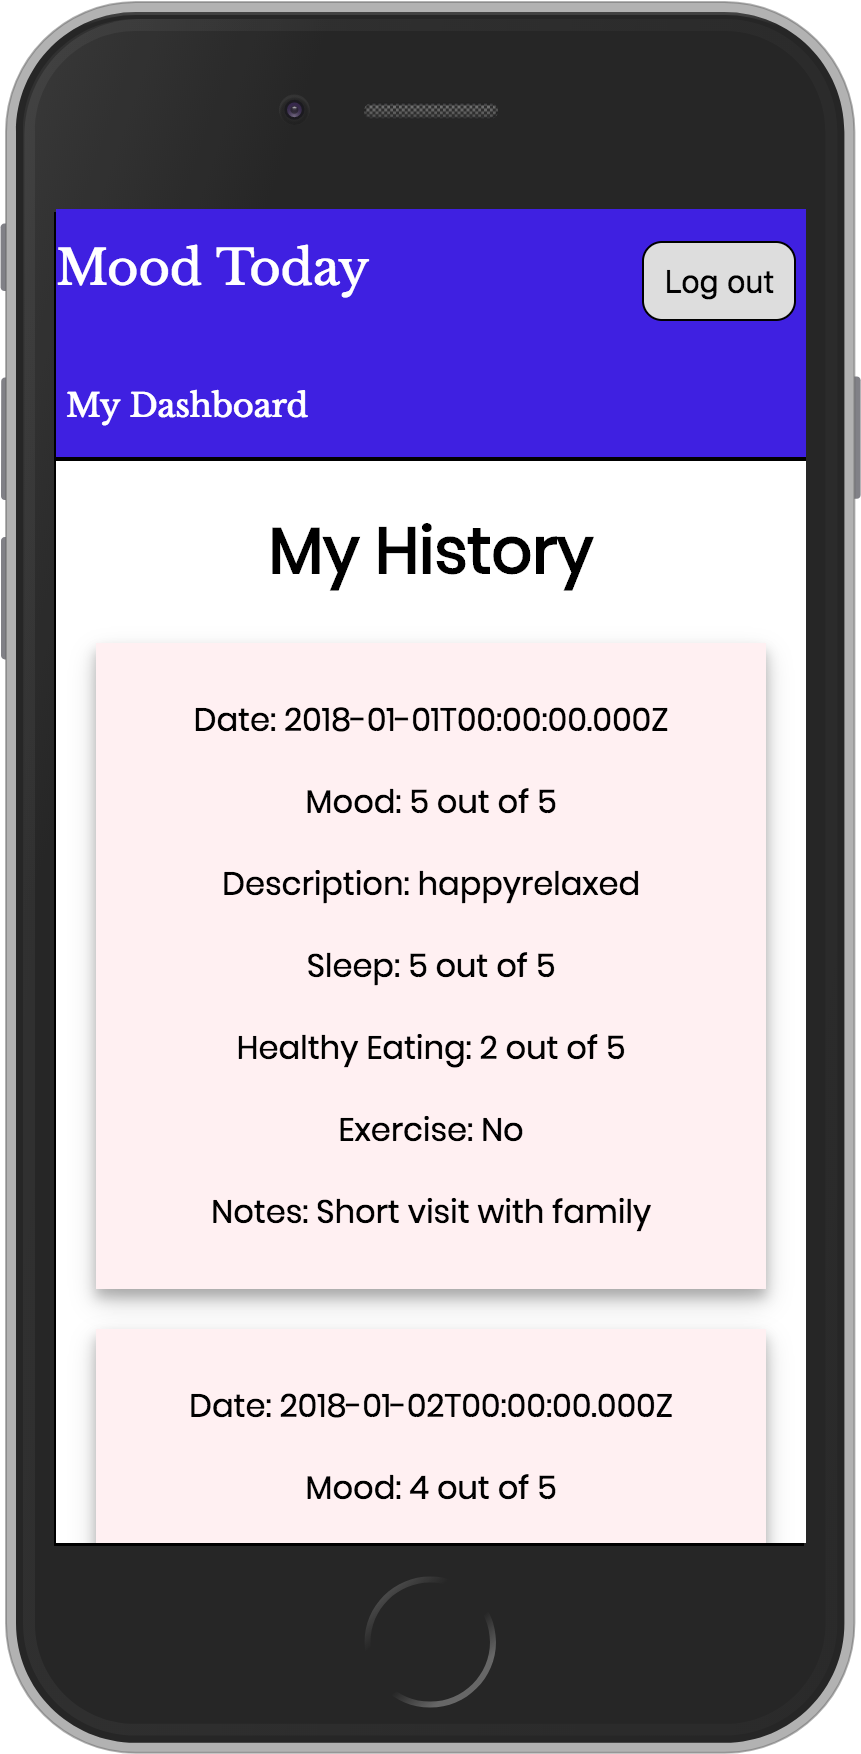 Mood Today
Log out
My Dashboard
My History
Date: 2018-01-01T00:00:00.000Z
Mood: 5 out of 5
Description: happyrelaxed
Sleep: 5 out of 5
Healthy Eating: 2 out of 5
Exercise: No
Notes: Short visit with family
Date: 2018-01-02T00:00:00.000Z
Mood: 4 out of 5